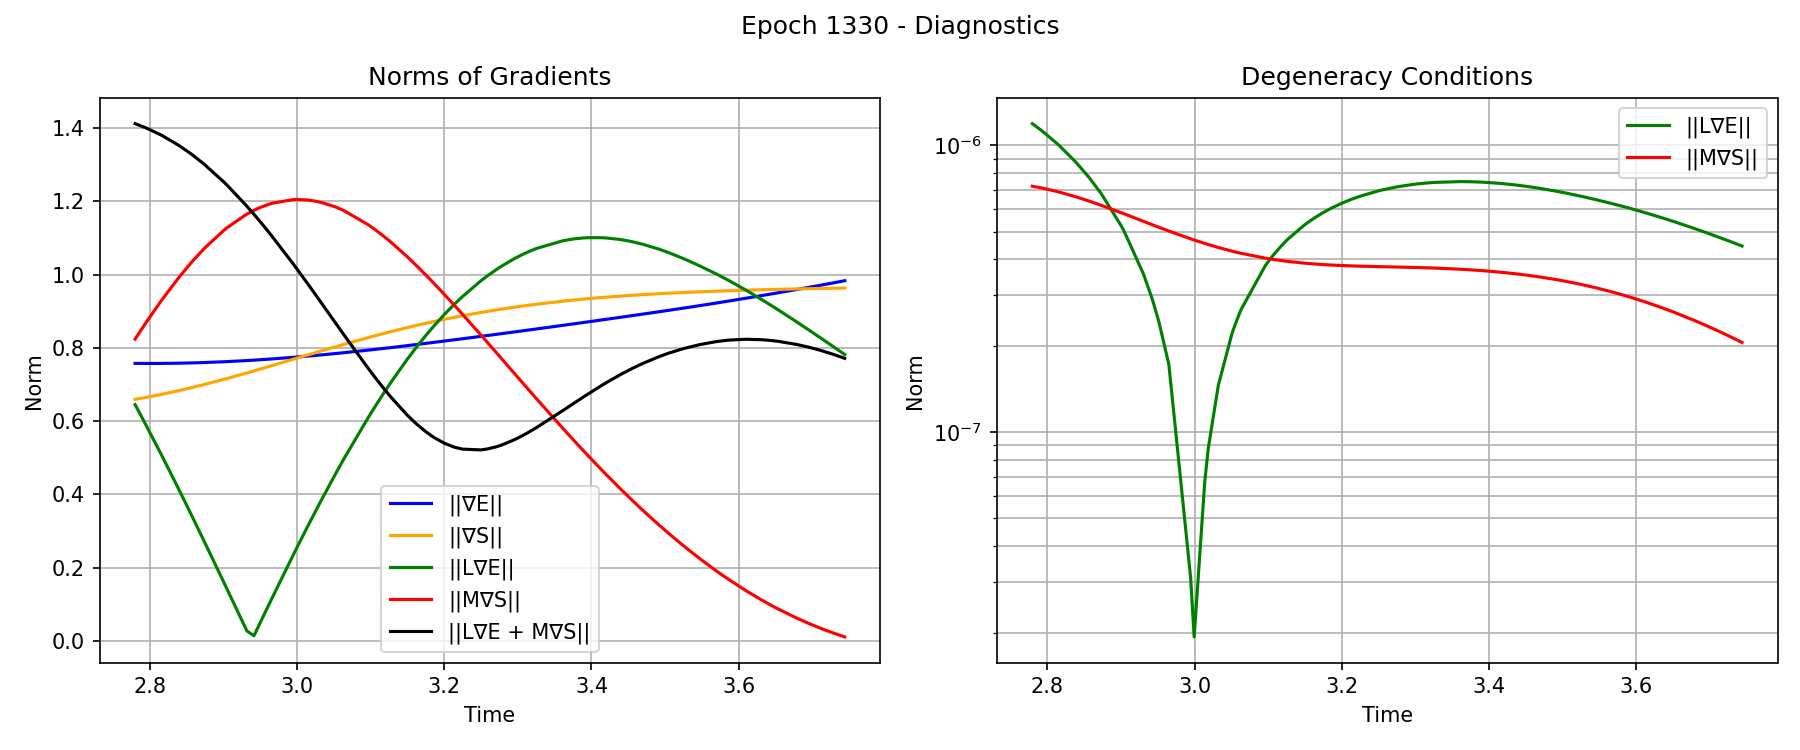 Epoch 1330 - Diagnostics
Norms of Gradients
Norm
1.4
1.2
1.0
0.8
0.6
0.4
0.2
0.0
||∇E||
||∇S||
||L∇E||
||M∇S||
||L∇E + M∇S||
2.8
3.0
3.2
3.4
3.6
Time
Degeneracy Conditions
Norm
10⁻⁶
10⁻⁷
||L∇E||
||M∇S||
2.8
3.0
3.2
3.4
3.6
Time